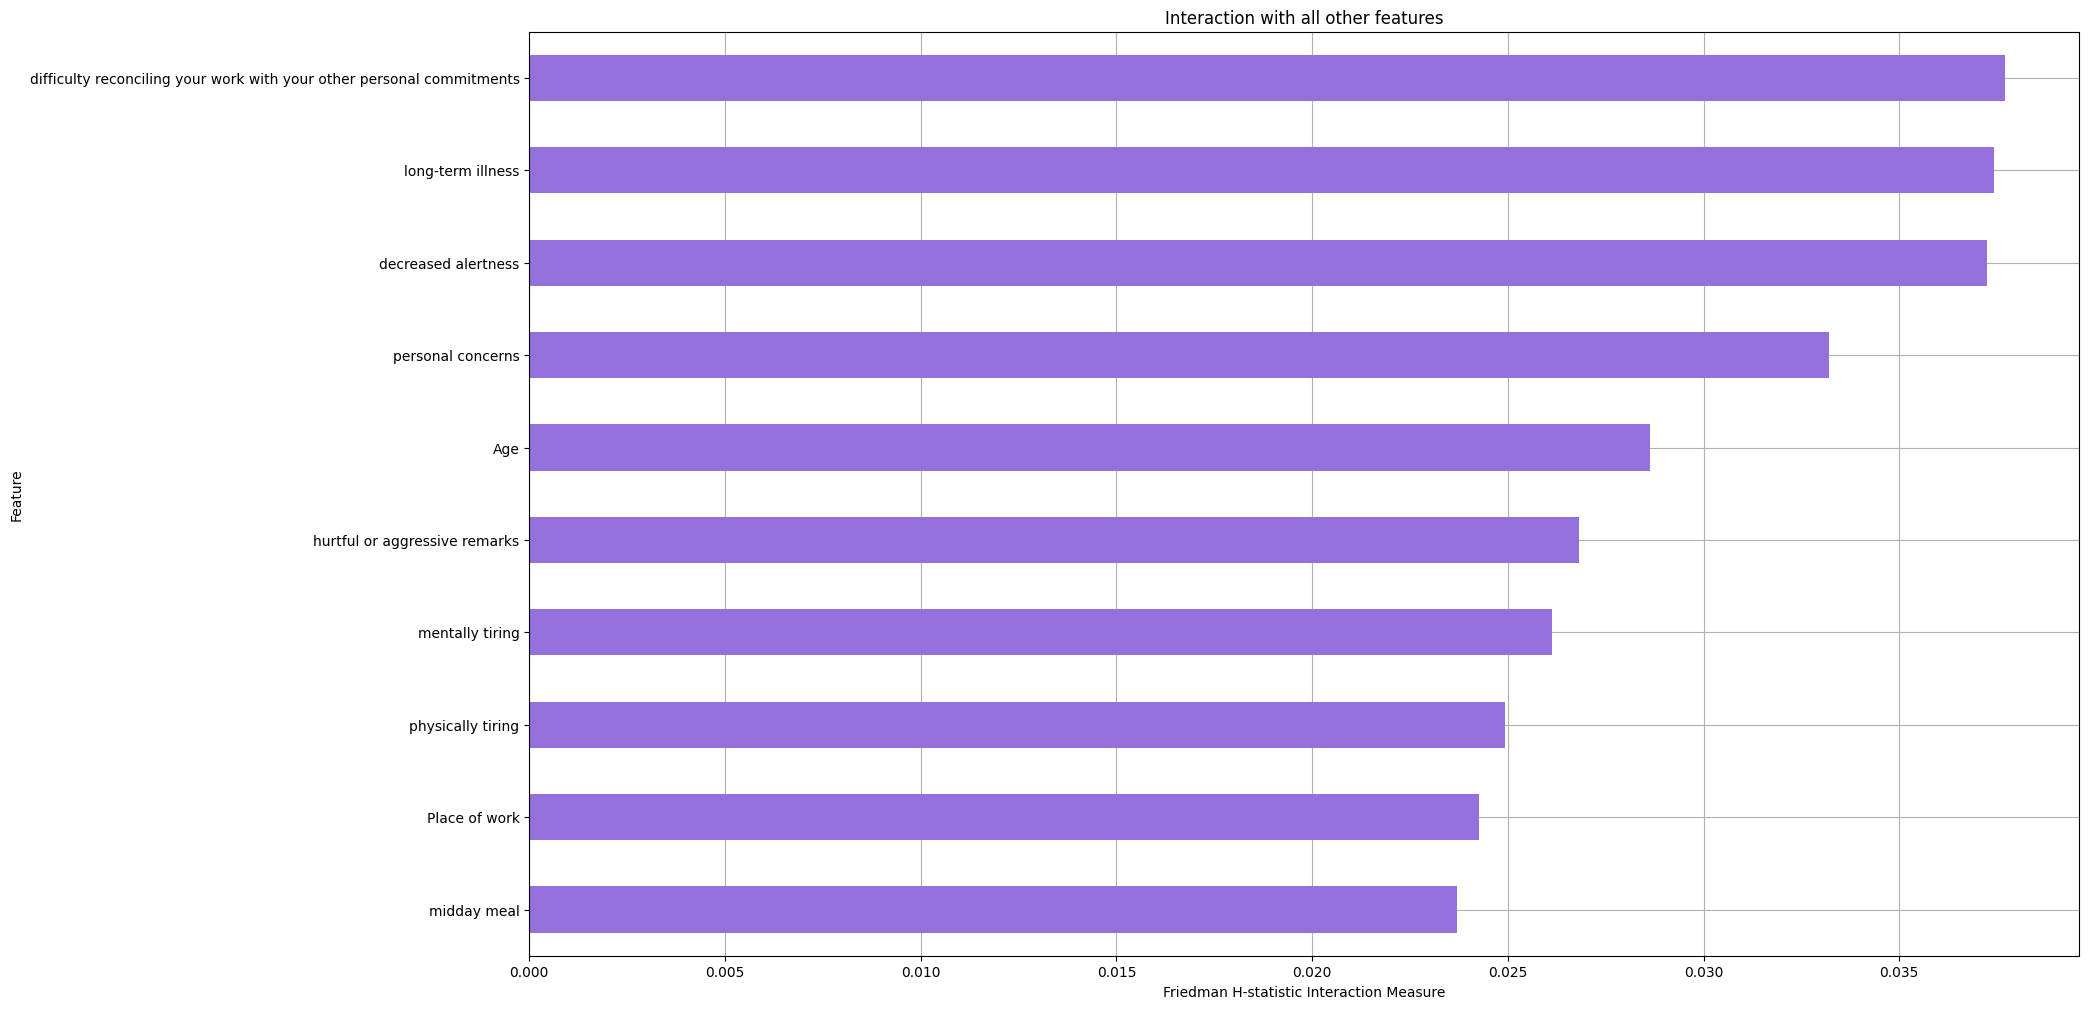 Interaction with all other features
difficulty reconciling your work with your other personal commitments
long-term illness
decreased alertness
personal concerns
Age
hurtful or aggressive remarks
mentally tiring
physically tiring
Place of work
midday meal
Feature
0.000 0.005 0.010 0.015 0.020 0.025 0.030 0.035
Friedman H-statistic Interaction Measure